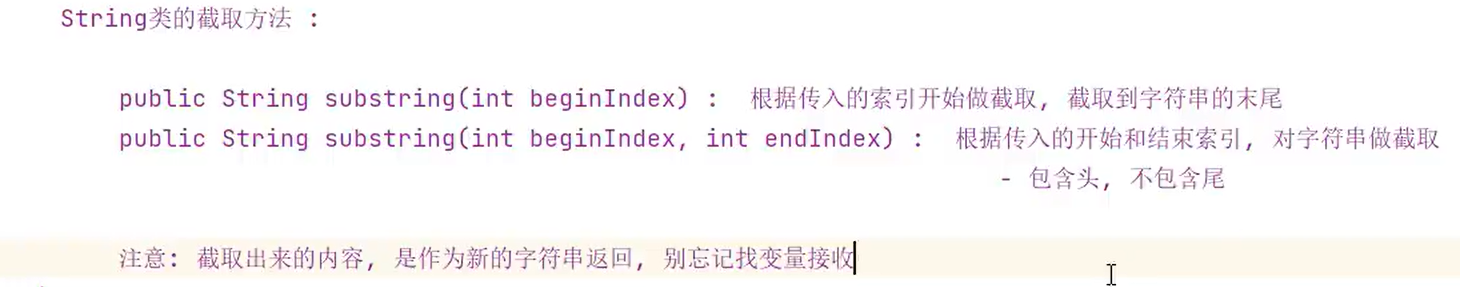 String类的截取方法 :
public String substring(int beginIndex) : 根据传入的索引开始做截取, 截取到字符串的末尾
public String substring(int beginIndex, int endIndex) : 根据传入的开始和结束索引, 对字符串做截取
- 包含头, 不包含尾
注意: 截取出来的内容, 是作为新的字符串返回, 别忘记找变量接收